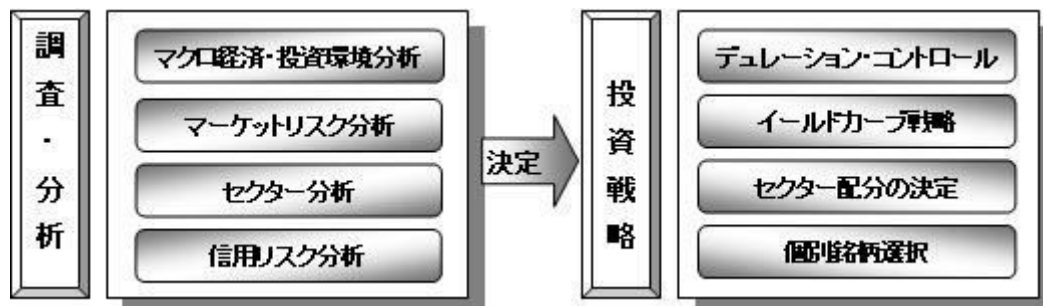 調査・分析
マクロ経済・投資環境分析
マーケットリスク分析
セクター分析
信用リスク分析
決定
投資戦略
デュレーション・コントロール
イールドカーブ戦略
セクター配分の決定
個別銘柄選択